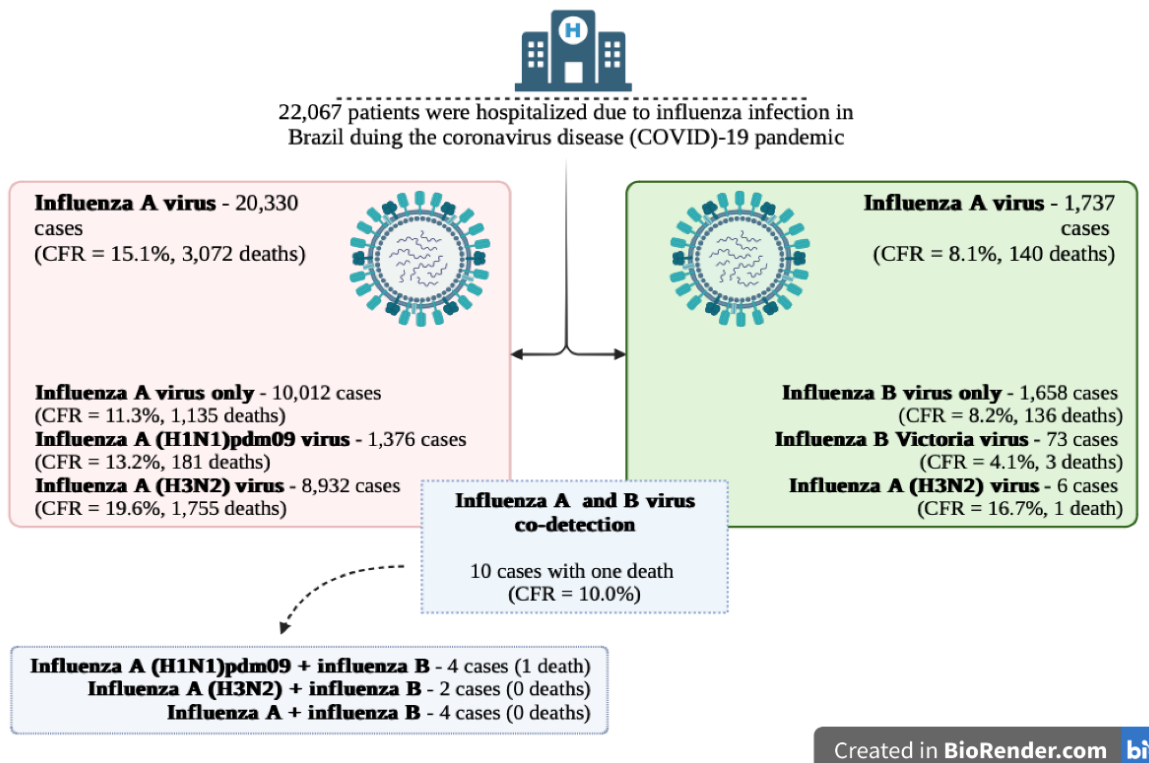 H
22,067 patients were hospitalized due to influenza infection in
Brazil duing the coronavirus disease (COVID)-19 pandemic
Influenza A virus - 20,330
cases
(CFR = 15.1%, 3,072 deaths)
Influenza A virus only - 10,012 cases
(CFR = 11.3%, 1,135 deaths)
Influenza A (H1N1)pdm09 virus - 1,376 cases
(CFR = 13.2%, 181 deaths)
Influenza A (H3N2) virus - 8,932 cases
(CFR = 19.6%, 1,755 deaths)
Influenza A virus - 1,737
cases
(CFR = 8.1%, 140 deaths)
Influenza B virus only - 1,658 cases
(CFR = 8.2%, 136 deaths)
Influenza B Victoria virus - 73 cases
(CFR = 4.1%, 3 deaths)
Influenza A (H3N2) virus - 6 cases
(CFR = 16.7%, 1 death)
Influenza A and B virus
co-detection
10 cases with one death
(CFR = 10.0%)
Influenza A (H1N1)pdm09 + influenza B - 4 cases (1 death)
Influenza A (H3N2) + influenza B - 2 cases (0 deaths)
Influenza A + influenza B - 4 cases (0 deaths)
Created in BioRender.com